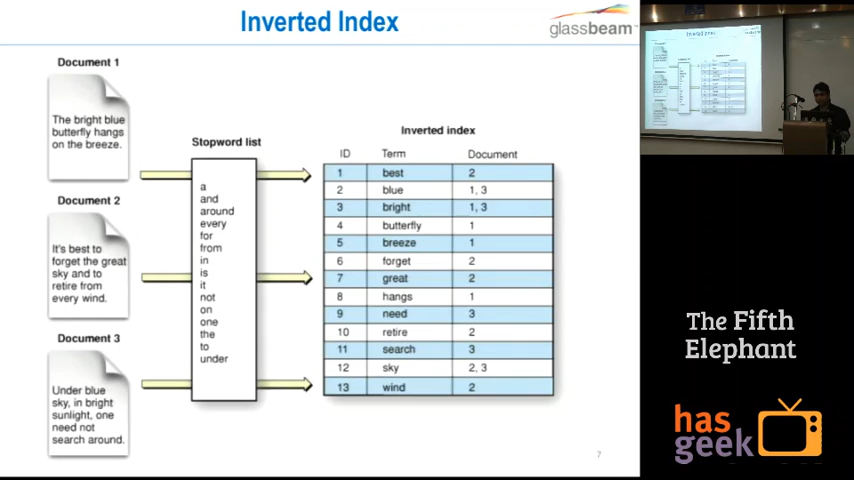 Inverted Index
glassbeam
Document 1
The bright blue
butterfly hangs
on the breeze.
Document 2
It's best to
forget the great
sky and to
retire from
every wind.
Document 3
Under blue
sky, in bright
sunlight, one
need not
search around.
Stopword list
a
and
around
every
for
from
in
is
it
not
on
one
the
to
under
Inverted index
ID Term Document
1 best 2
2 blue 1, 3
3 bright 1, 3
4 butterfly 1
5 breeze 1
6 forget 2
7 great 2
8 hangs 1
9 need 3
10 retire 2
11 search 3
12 sky 2, 3
13 wind 2
7
Inverted Index
The Fifth
Elephant
has
geek